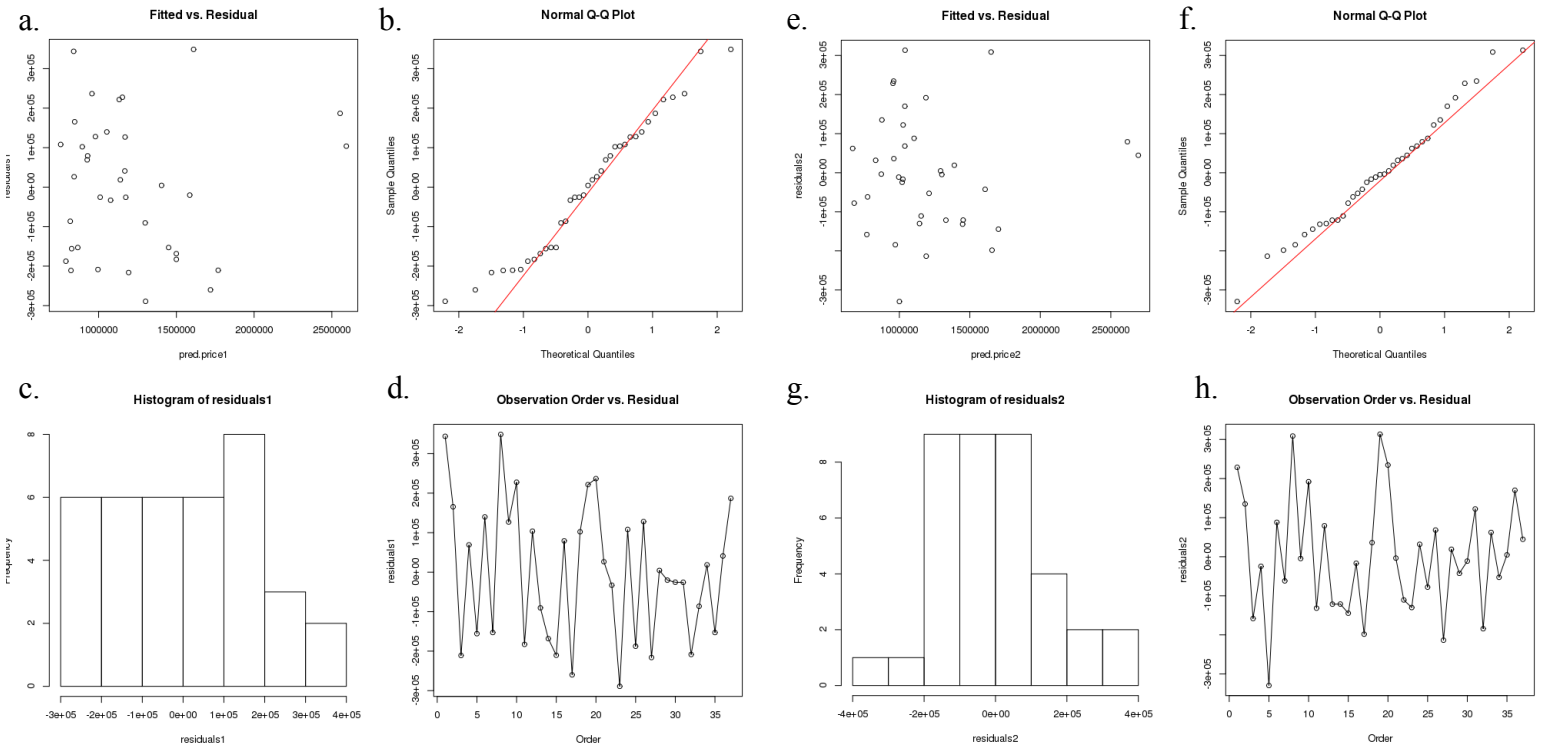 a.
Fitted vs. Residual
residuals1
3e+05
2e+05
1e+05
0e+00
-1e+05
-2e+05
-3e+05
1000000 1500000 2000000 2500000
pred.price1
b.
Normal Q-Q Plot
Sample Quantiles
3e+05
2e+05
1e+05
0e+00
-1e+05
-2e+05
-3e+05
-2 -1 0 1 2
Theoretical Quantiles
e.
Fitted vs. Residual
residuals2
3e+05
2e+05
1e+05
0e+00
-1e+05
-3e+05
1000000 1500000 2000000 2500000
pred.price2
f.
Normal Q-Q Plot
Sample Quantiles
3e+05
2e+05
1e+05
0e+00
-1e+05
-3e+05
-2 -1 0 1 2
Theoretical Quantiles
c.
Histogram of residuals1
Frequency
8
6
4
2
0
-3e+05 -2e+05 -1e+05 0e+00 1e+05 2e+05 3e+05 4e+05
residuals1
d.
Observation Order vs. Residual
residuals1
3e+05
2e+05
1e+05
0e+00
-1e+05
-2e+05
-3e+05
0 5 10 15 20 25 30 35
Order
g.
Histogram of residuals2
Frequency
8
6
4
2
0
-4e+05 -2e+05 0e+00 2e+05 4e+05
residuals2
h.
Observation Order vs. Residual
residuals2
3e+05
2e+05
1e+05
0e+00
-1e+05
-3e+05
0 5 10 15 20 25 30 35
Order